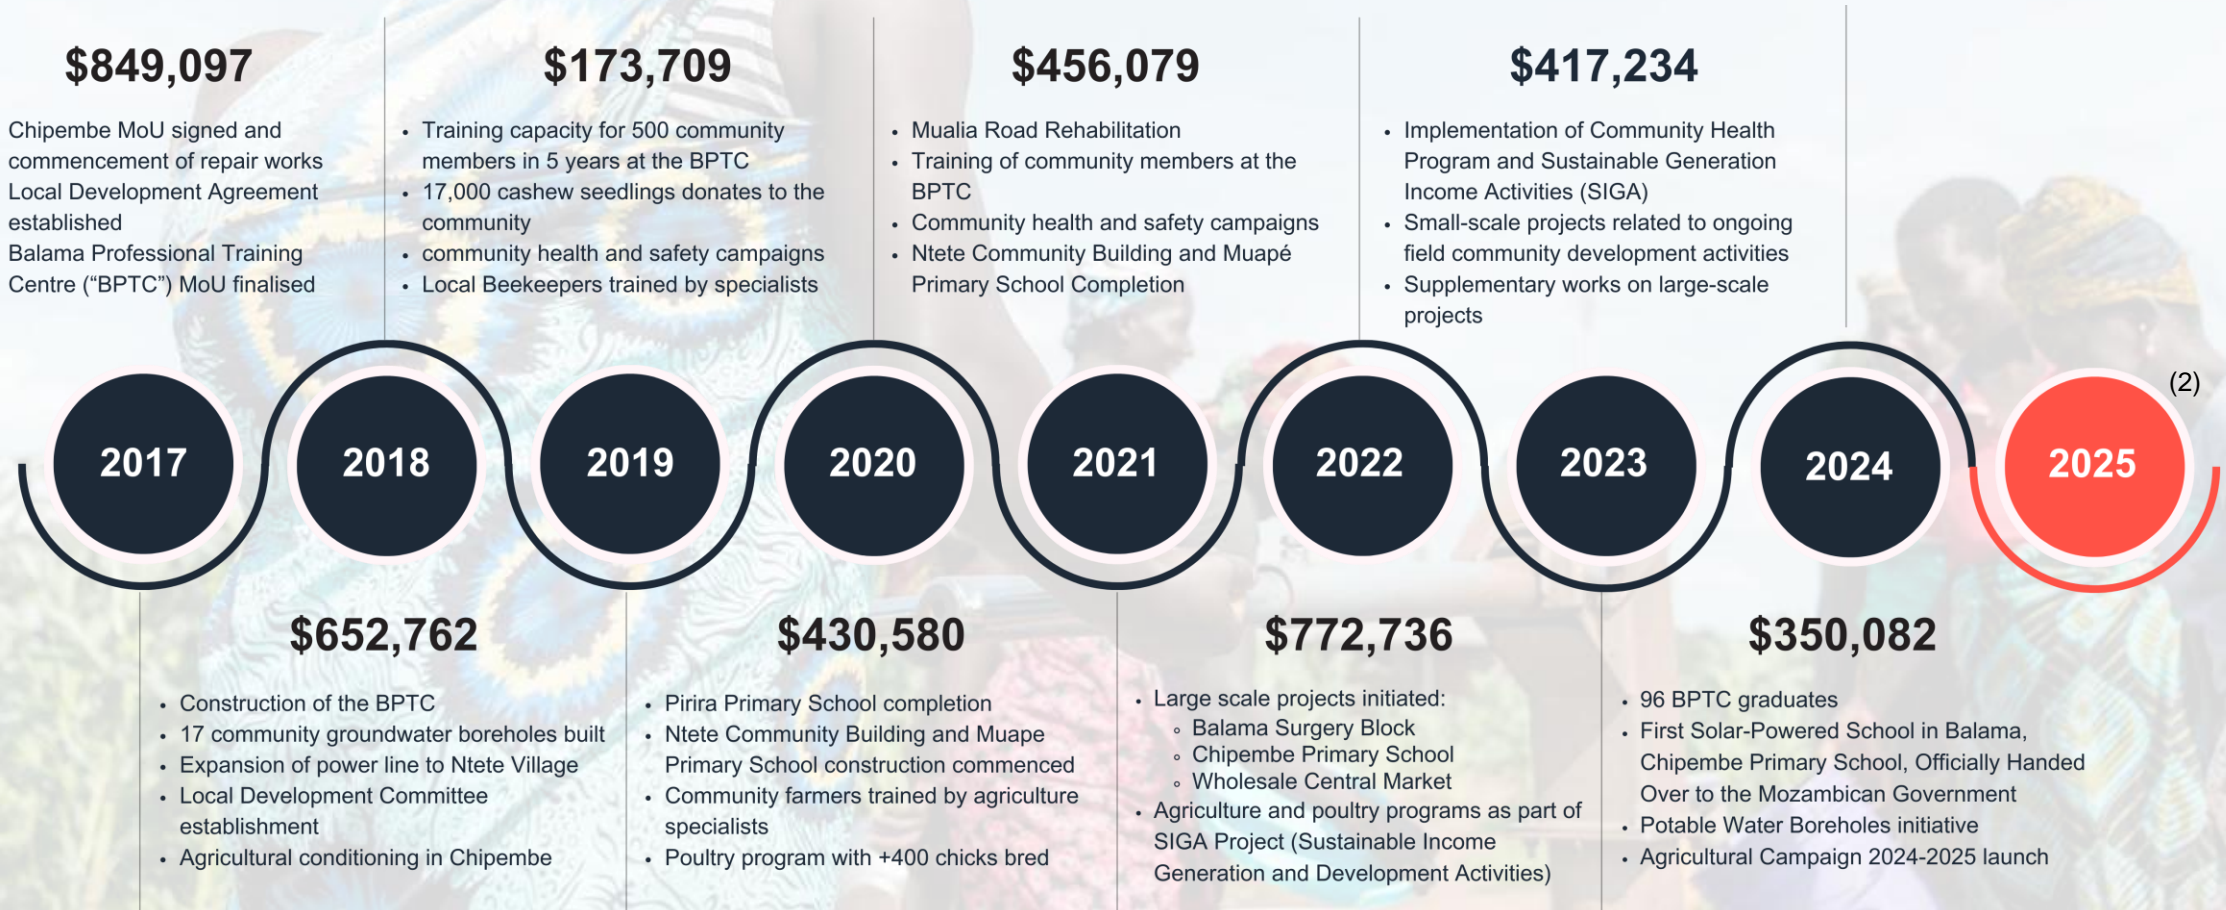 $849,097
Chipembe MoU signed and
commencement of repair works
Local Development Agreement
established
Balama Professional Training
Centre (“BPTC”) MoU finalised
$173,709
• Training capacity for 500 community
members in 5 years at the BPTC
• 17,000 cashew seedlings donates to the
community
• community health and safety campaigns
• Local Beekeepers trained by specialists
$456,079
• Mualia Road Rehabilitation
• Training of community members at the
BPTC
• Community health and safety campaigns
• Ntete Community Building and Muapé
Primary School Completion
$417,234
• Implementation of Community Health
Program and Sustainable Generation
Income Activities (SIGA)
• Small-scale projects related to ongoing
field community development activities
• Supplementary works on large-scale
projects
2017
2018
2019
2020
2021
2022
2023
2024
2025
(2)
$652,762
• Construction of the BPTC
• 17 community groundwater boreholes built
• Expansion of power line to Ntete Village
• Local Development Committee
establishment
• Agricultural conditioning in Chipembe
$430,580
• Pirira Primary School completion
• Ntete Community Building and Muape
Primary School construction commenced
• Community farmers trained by agriculture
specialists
• Poultry program with +400 chicks bred
$772,736
• Large scale projects initiated:
◦ Balama Surgery Block
◦ Chipembe Primary School
◦ Wholesale Central Market
• Agriculture and poultry programs as part of
SIGA Project (Sustainable Income
Generation and Development Activities)
$350,082
• 96 BPTC graduates
• First Solar-Powered School in Balama,
Chipembe Primary School, Officially Handed
Over to the Mozambican Government
• Potable Water Boreholes initiative
• Agricultural Campaign 2024-2025 launch